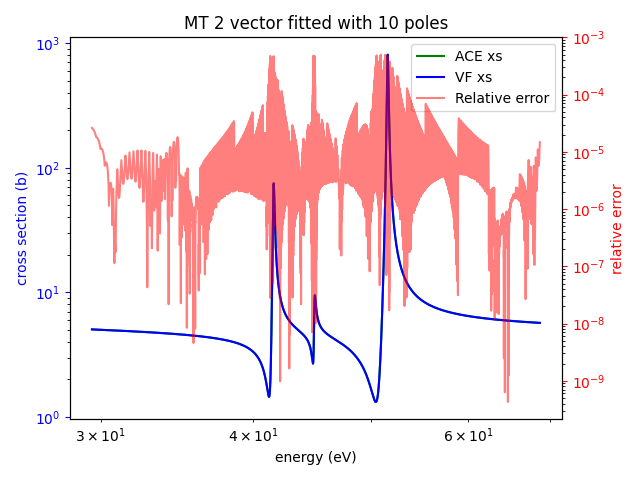 MT 2 vector fitted with 10 poles
ACE xs
VF xs
Relative error
cross section (b)
10³
10²
10¹
10⁰
relative error
10⁻³
10⁻⁴
10⁻⁵
10⁻⁶
10⁻⁷
10⁻⁸
10⁻⁹
3 × 10¹
4 × 10¹
6 × 10¹
energy (eV)